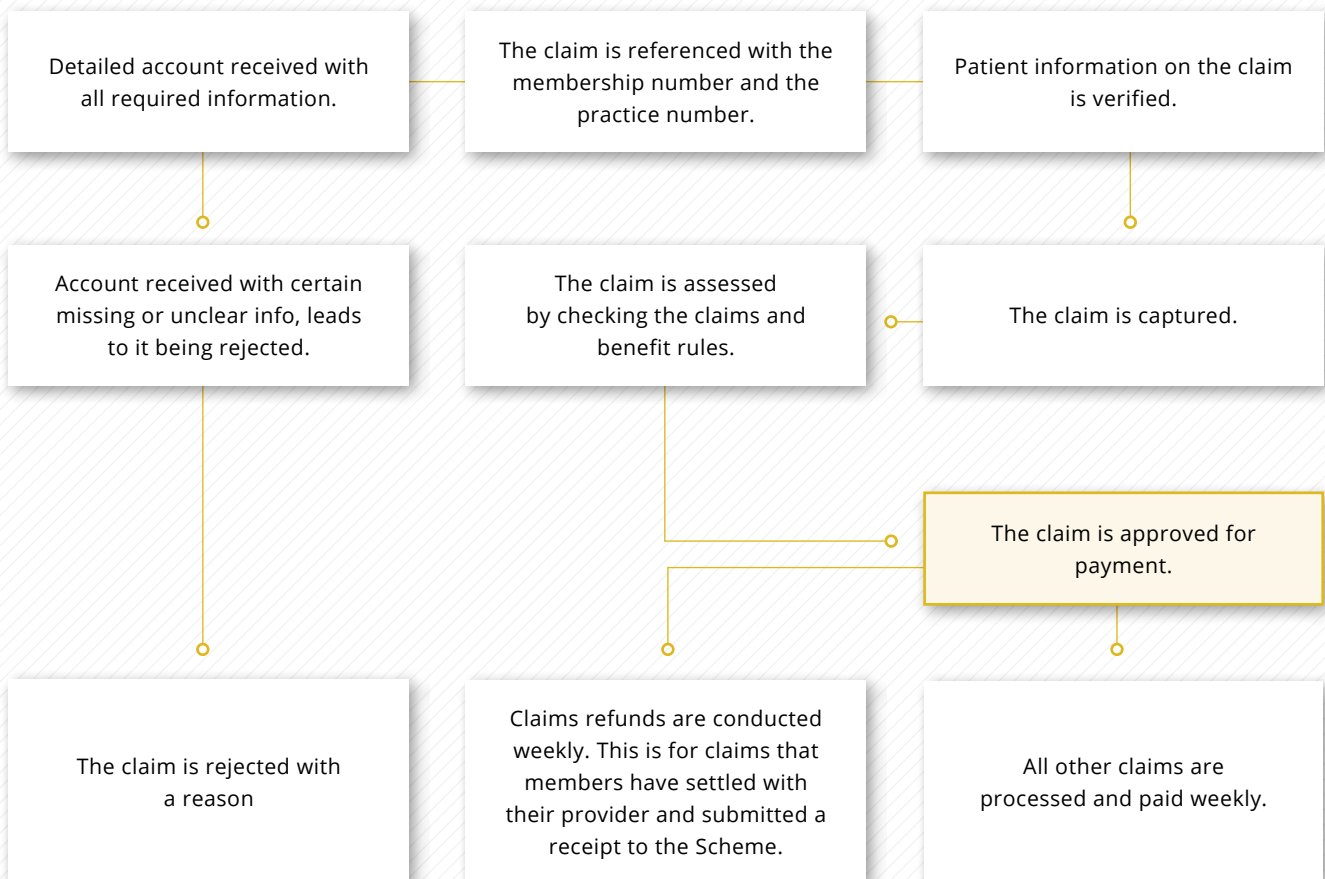 Detailed account received with
all required information.
The claim is referenced with the
membership number and the
practice number.
Patient information on the claim
is verified.
Account received with certain
missing or unclear info, leads
to it being rejected.
The claim is assessed
by checking the claims and
benefit rules.
The claim is captured.
The claim is approved for
payment.
The claim is rejected with
a reason
Claims refunds are conducted
weekly. This is for claims that
members have settled with
their provider and submitted a
receipt to the Scheme.
All other claims are
processed and paid weekly.